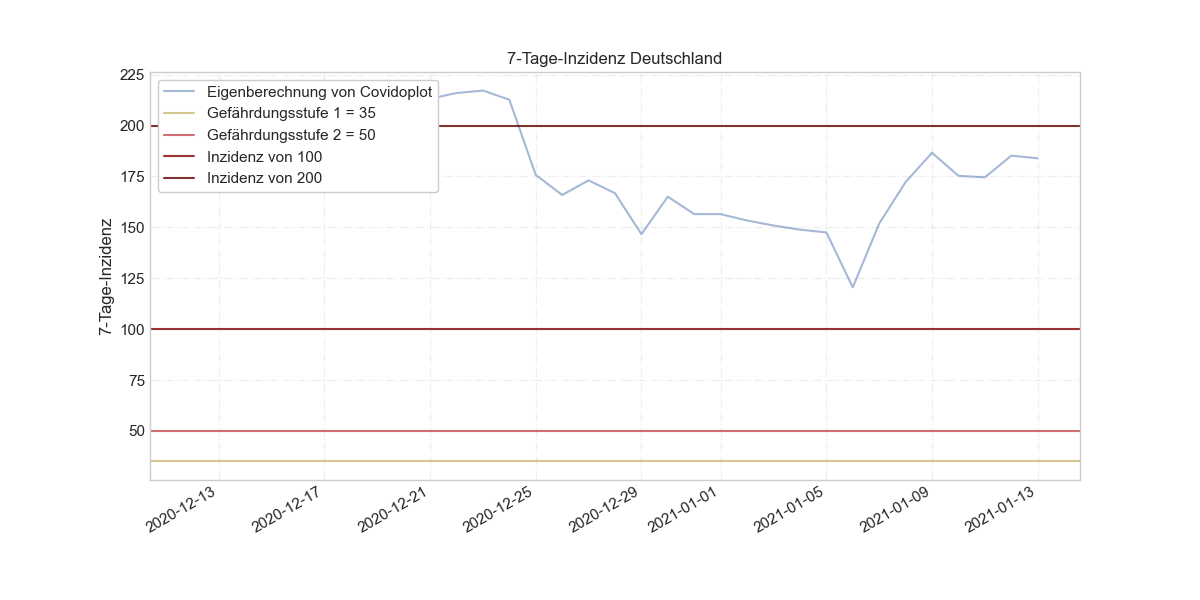 7-Tage-Inzidenz Deutschland
225
200
175
150
125
100
75
50
7-Tage-Inzidenz
Eigenberechnung von Covidoplot
Gefährdungsstufe 1 = 35
Gefährdungsstufe 2 = 50
Inzidenz von 100
Inzidenz von 200
2020-12-13
2020-12-17
2020-12-21
2020-12-25
2020-12-29
2021-01-01
2021-01-05
2021-01-09
2021-01-13